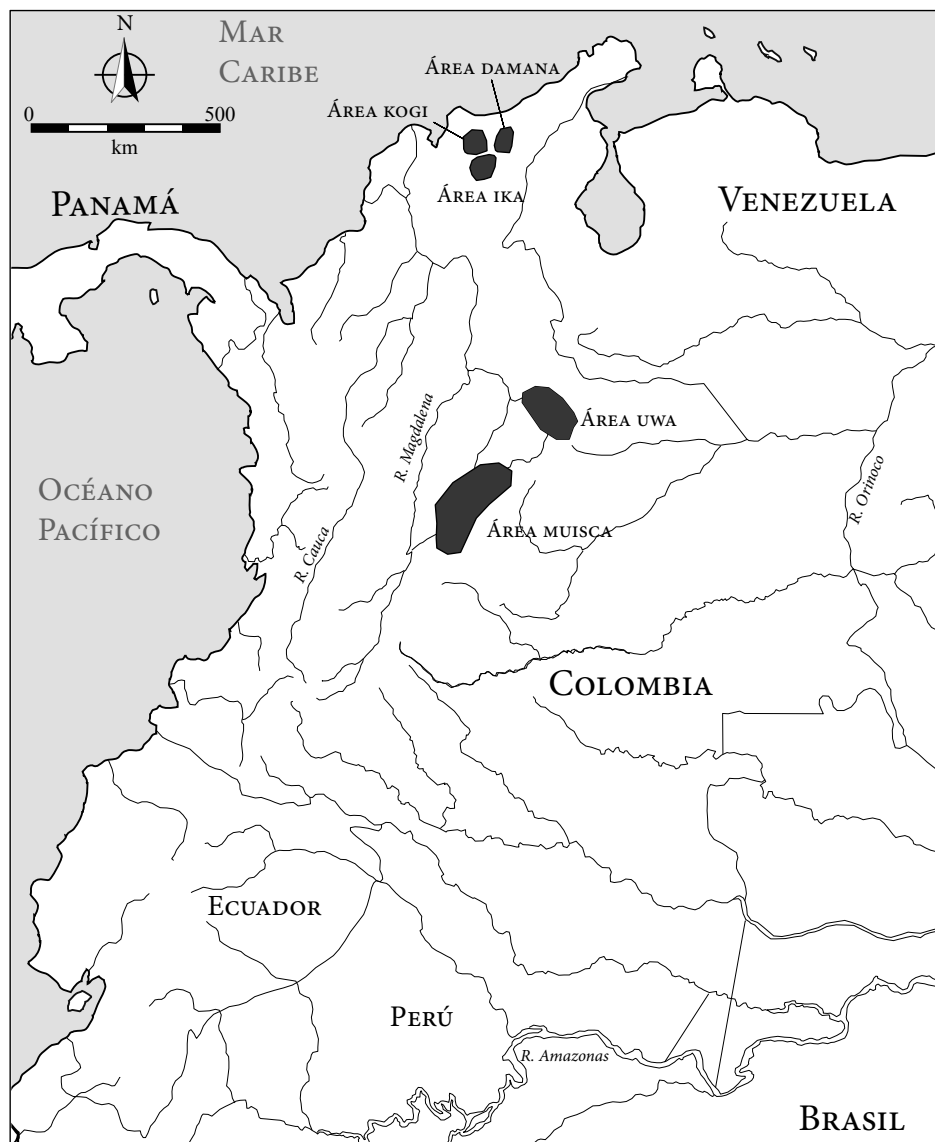 N
MAR
CARIBE
ÁREA DAMANA
0 500
km
ÁREA KOGI
ÁREA IKA
PANAMÁ
VENEZUELA
R. Magdalena
ÁREA UWA
OCÉANO
PACÍFICO
R. Orinoco
ÁREA MUISCA
R. Cauca
COLOMBIA
ECUADOR
PERÚ
R. Amazonas
BRASIL